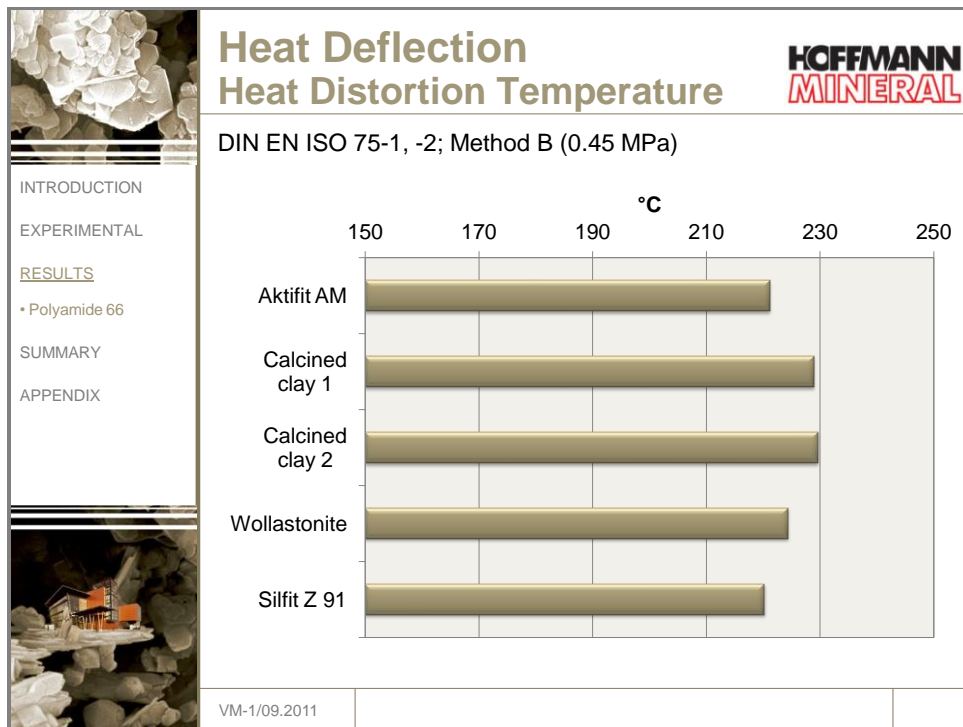 Heat Deflection
Heat Distortion Temperature
HOFFMANN
MINERAL
DIN EN ISO 75-1, -2; Method B (0.45 MPa)
INTRODUCTION
EXPERIMENTAL
RESULTS
• Polyamide 66
SUMMARY
APPENDIX
°C
150 170 190 210 230 250
Aktifit AM
Calcined
clay 1
Calcined
clay 2
Wollastonite
Silfit Z 91
VM-1/09.2011